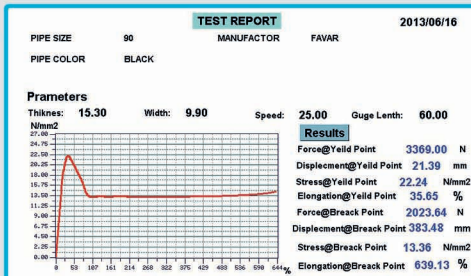 TEST REPORT 2013/06/16
PIPE SIZE 90 MANUFACTOR FAVAR
PIPE COLOR BLACK
Prameters
Thiknes: 15.30 Width: 9.90 Speed: 25.00 Guge Lenth: 60.00
N/mm2
27.00
24.75
22.50
20.25
18.00
15.75
13.50
11.25
9.00
6.75
4.50
2.25
0.00
0 53 107 161 214 268 322 375 429 483 536 590 644 %
Results
Force@Yeild Point 3369.00 N
Displecment@Yeild Point 21.39 mm
Stress@Yeild Point 22.24 N/mm2
Elongation@Yeild Point 35.65 %
Force@Breack Point 2023.64 N
Displecment@Breack Point 383.48 mm
Stress@Breack Point 13.36 N/mm2
Elongation@Breack Point 639.13 %